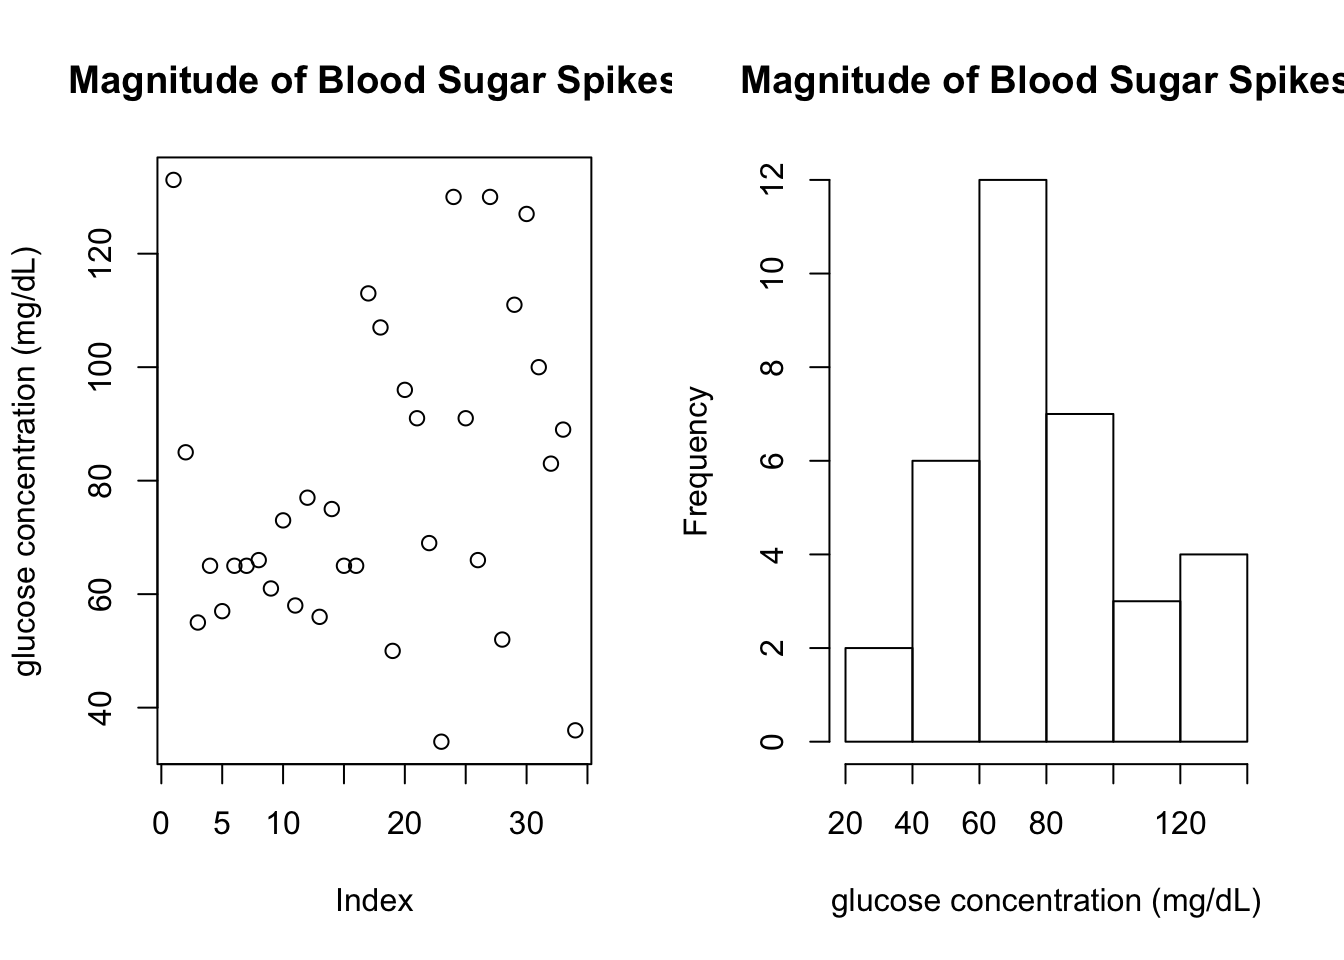 Magnitude of Blood Sugar Spikes
glucose concentration (mg/dL)
120
100
80
60
40
0 5 10 20 30
Index
Magnitude of Blood Sugar Spikes
Frequency
12
10
8
6
4
2
0
20 40 60 80 120
glucose concentration (mg/dL)